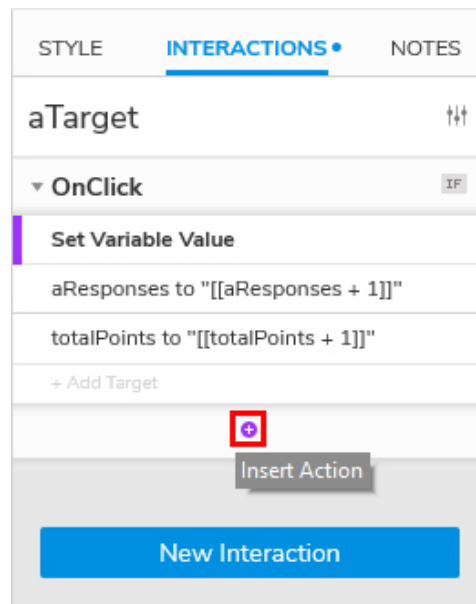 STYLE INTERACTIONS NOTES
aTarget
OnClick IF
Set Variable Value
aResponses to "[[aResponses + 1]]"
totalPoints to "[[totalPoints + 1]]"
+ Add Target
Insert Action
New Interaction